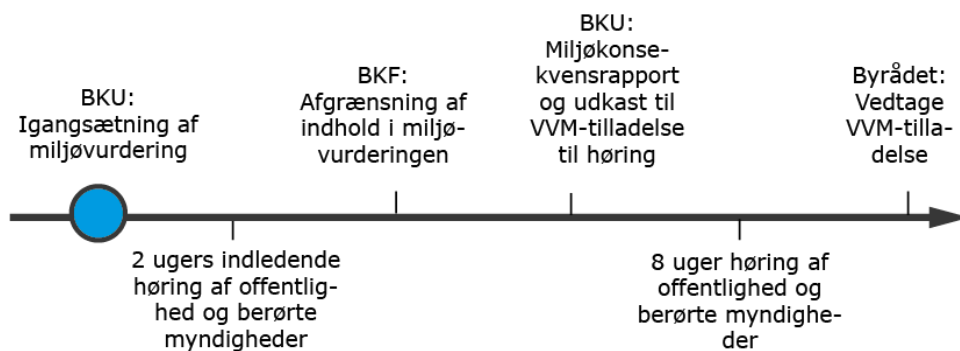 BKU:
Igangsætning af
miljøvurdering
2 ugers indledende
høring af offentlig-
hed og berørte
myndigheder
BKF:
Afgrænsning af
indhold i miljø-
vurderingen
BKU:
Miljøkonse-
kvensrapport
og udkast til
VVM-tilladelse
til høring
8 uger høring af
offentlighed og
berørte myndighe-
der
Byrådet:
Vedtage
VVM-tilla-
delse